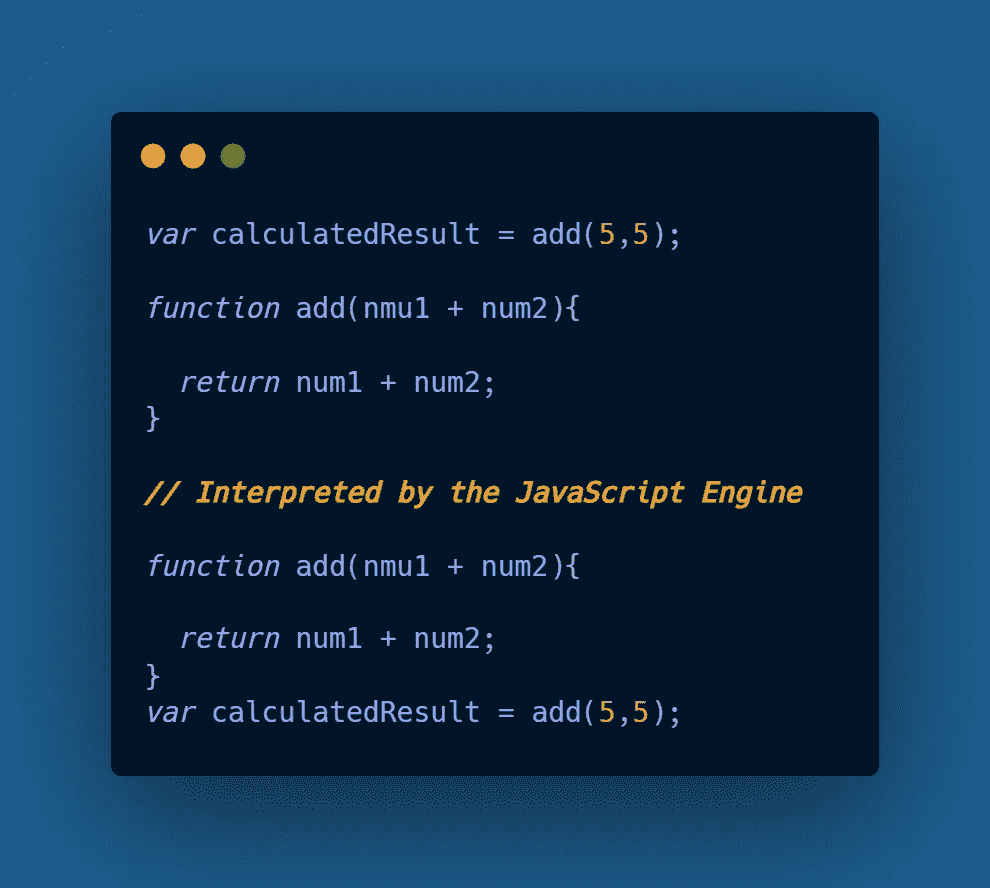 var calculatedResult = add(5,5);
function add(nmu1 + num2){
return num1 + num2;
}
// Interpreted by the JavaScript Engine
function add(nmu1 + num2){
return num1 + num2;
}
var calculatedResult = add(5,5);